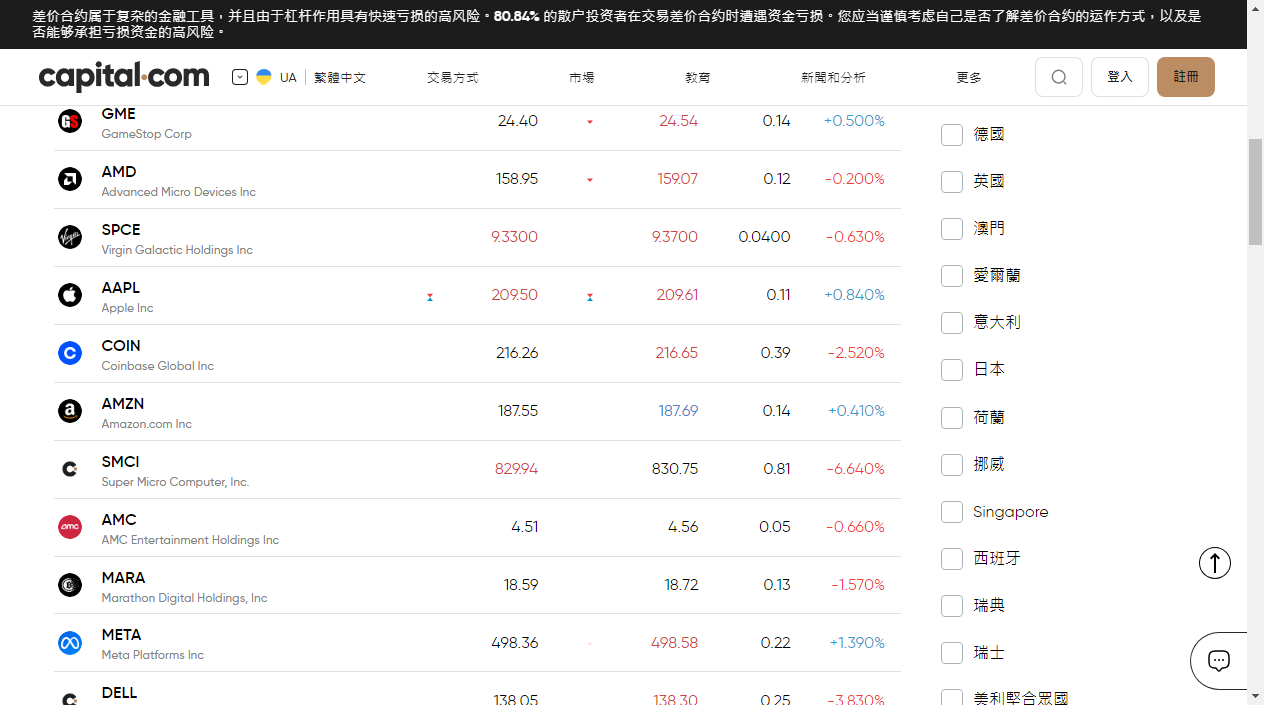 差价合约属于复杂的金融工具，并且由于杠杆作用具有快速亏损的高风险。80.84% 的散户投资者在交易差价合约时遭遇资金亏损。您应当谨慎考虑自己是否了解差价合约的运作方式，以及是
否能够承担亏损资金的高风险。
capital.com UA 繁體中文 交易方式 市場 教育 新聞和分析 更多 登入 註冊
GME 24.40 24.54 0.14 +0.500%
GameStop Corp
德國
AMD 158.95 159.07 0.12 -0.200%
Advanced Micro Devices Inc
英國
SPCE 9.3300 9.3700 0.0400 -0.630%
Virgin Galactic Holdings Inc
澳門
AAPL 209.50 209.61 0.11 +0.840%
Apple Inc
愛爾蘭
意大利
COIN 216.26 216.65 0.39 -2.520%
Coinbase Global Inc
日本
AMZN 187.55 187.69 0.14 +0.410%
Amazon.com Inc
荷蘭
SMCI 829.94 830.75 0.81 -6.640%
Super Micro Computer, Inc.
挪威
AMC 4.51 4.56 0.05 -0.660%
AMC Entertainment Holdings Inc
Singapore
西班牙
MARA 18.59 18.72 0.13 -1.570%
Marathon Digital Holdings, Inc
瑞典
META 498.36 498.58 0.22 +1.390%
Meta Platforms Inc
瑞士
DELL 138.05 138.30 0.25 -3.830%
美利堅合眾國